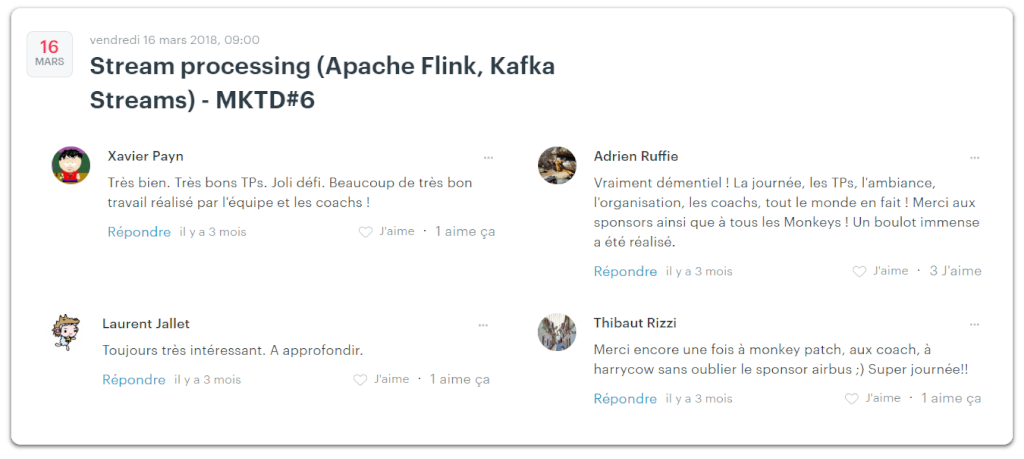 16
MARS
vendredi 16 mars 2018, 09:00
Stream processing (Apache Flink, Kafka
Streams) - MKTD#6
Xavier Payn
Très bien. Très bons TPs. Joli défi. Beaucoup de très bon
travail réalisé par l'équipe et les coachs !
Répondre il y a 3 mois J'aime · 1 aime ça
Adrien Ruffie
Vraiment démentiel ! La journée, les TPs, l'ambiance,
l'organisation, les coachs, tout le monde en fait ! Merci aux
sponsors ainsi que à tous les Monkeys ! Un boulot immense
a été réalisé.
Répondre il y a 3 mois J'aime · 3 J'aime
Laurent Jallet
Toujours très intéressant. A approfondir.
Répondre il y a 3 mois J'aime · 1 aime ça
Thibaut Rizzi
Merci encore une fois à monkey patch, aux coach, à
harrycow sans oublier le sponsor airbus ;) Super journée!!
Répondre il y a 3 mois J'aime · 1 aime ça